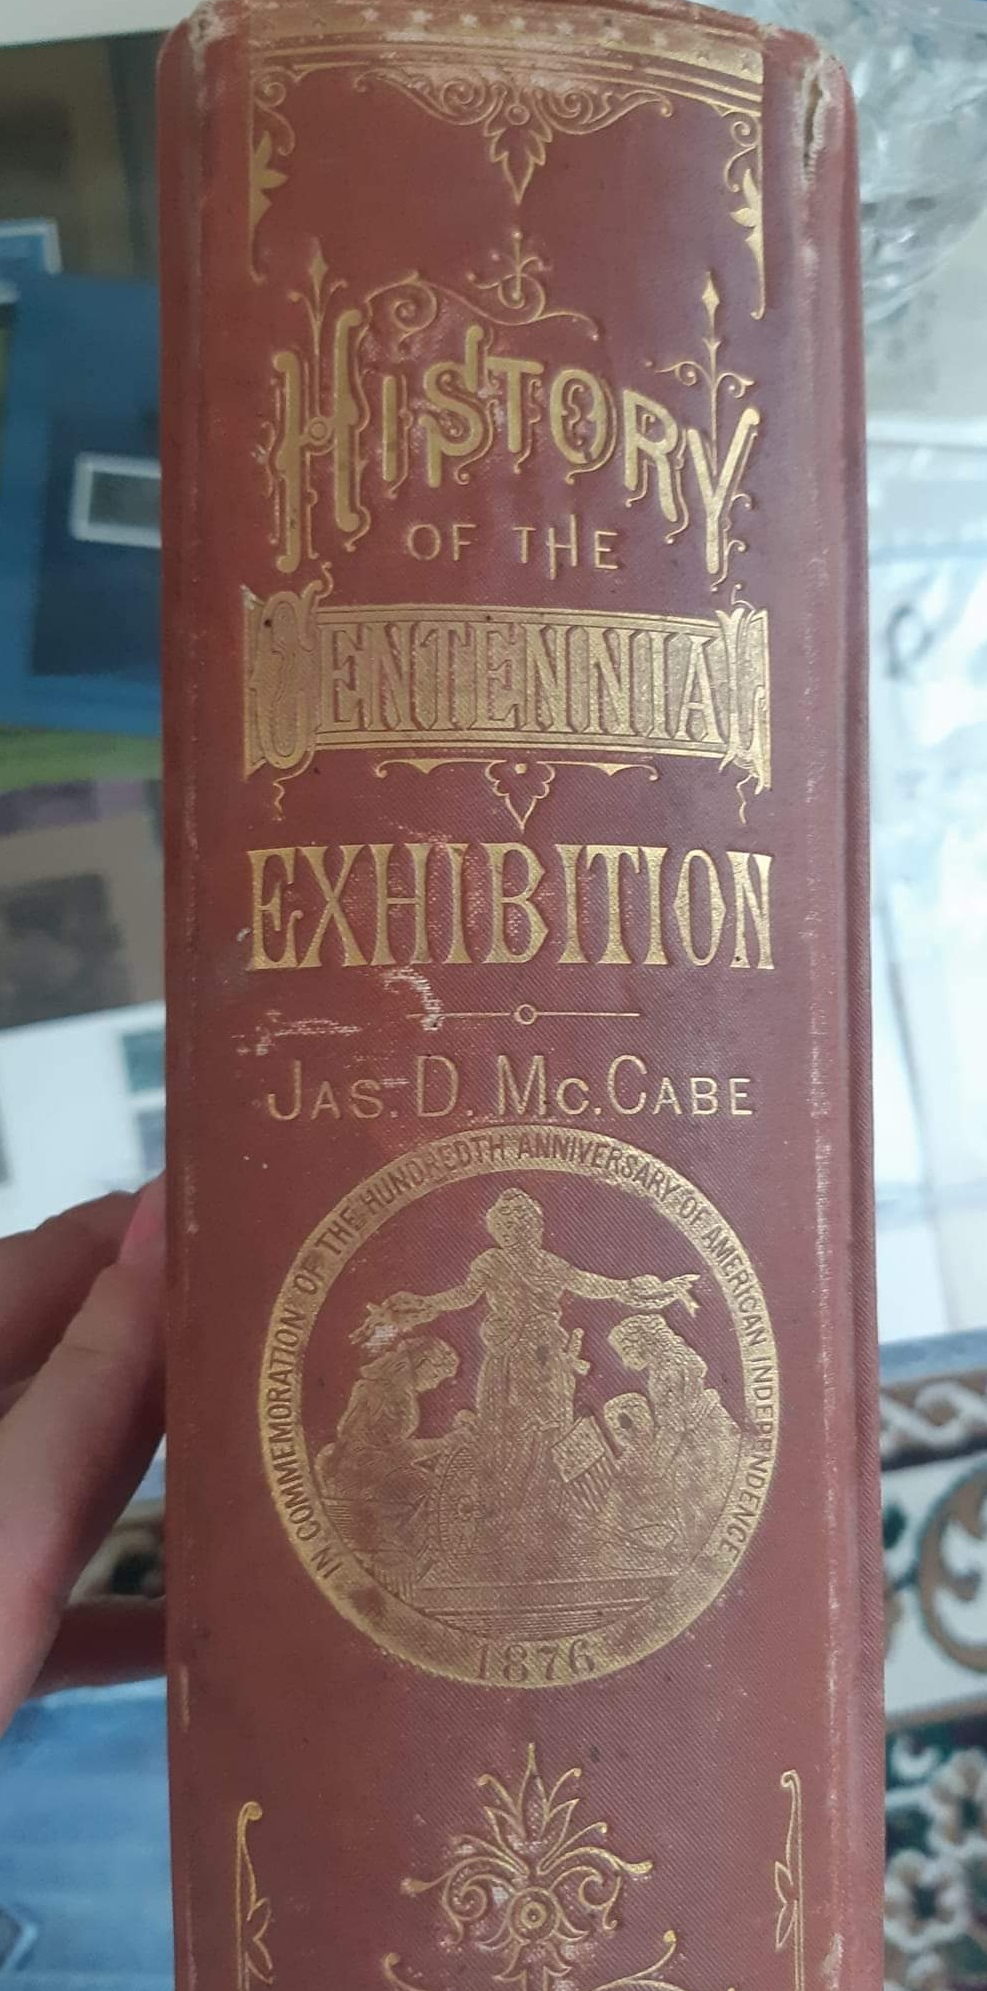 HISTORY
OF THE
CENTENNIAL
EXHIBITION
JAS. D. MC.CABE
IN COMMEMORATION OF THE HUNDREDTH ANNIVERSARY OF AMERICAN INDEPENDENCE.
1876